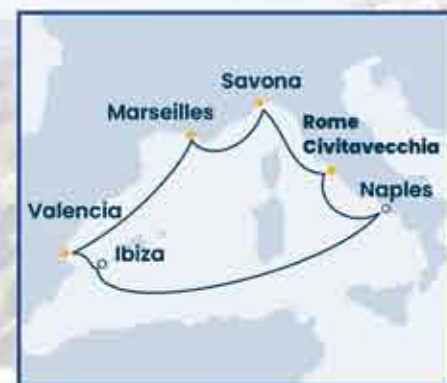 Savona
Marseilles
Rome
Civitavecchia
Naples
Valencia
Ibiza